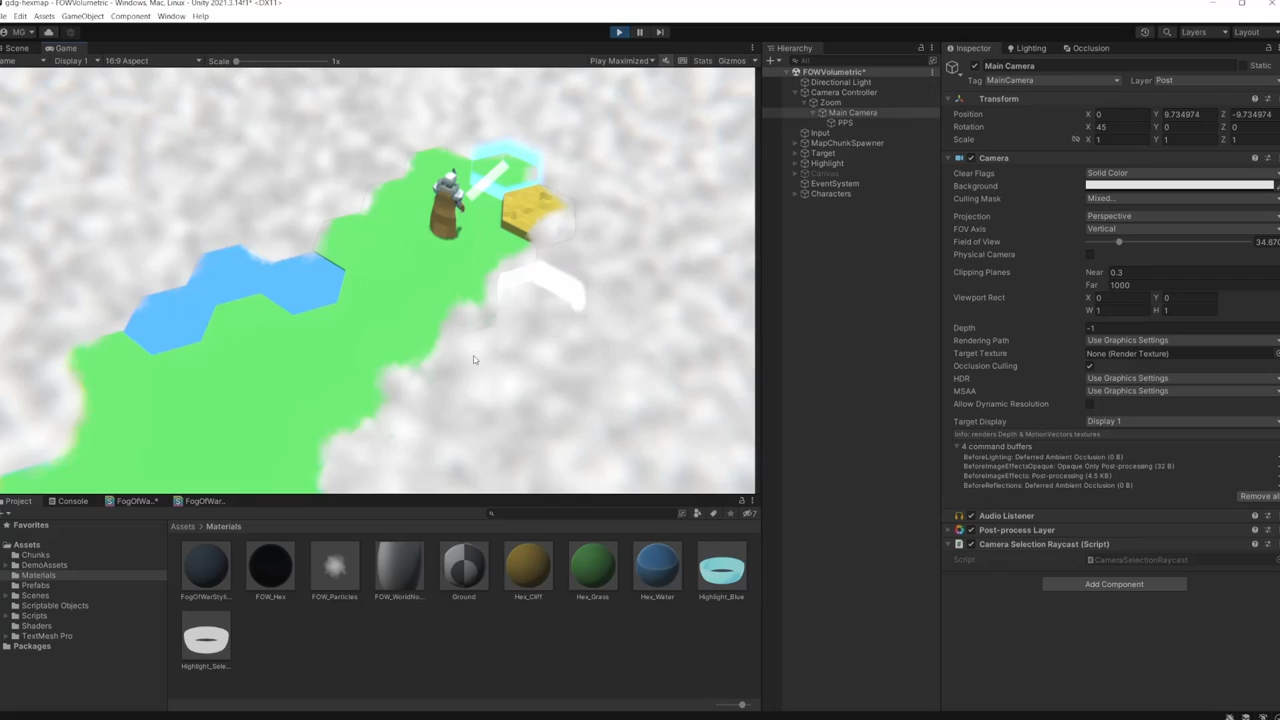 gdg-hexmap - FOWVolumetric - Windows, Mac, Linux - Unity 2021.3.14f1* <DX11>
Edit Assets GameObject Component Window Help
MG Layers Layout
Scene Game
Display 1 16:9 Aspect Scale 1x Play Maximized Stats Gizmos
Hierarchy
All
FOWVolumetric*
Directional Light
Camera Controller
Zoom
Main Camera
PPS
Input
MapChunkSpawner
Target
Highlight
Canvas
EventSystem
Characters
Inspector Lighting Occlusion
Main Camera Static
Tag MainCamera Layer Post
Transform
Position X 0 Y 9.734974 Z -9.734974
Rotation X 45 Y 0 Z 0
Scale X 1 Y 1 Z 1
Camera
Clear Flags Solid Color
Background
Culling Mask Mixed...
Projection Perspective
FOV Axis Vertical
Field of View 34.670
Physical Camera
Clipping Planes Near 0.3
Far 1000
Viewport Rect X 0 Y 0
W 1 H 1
Depth -1
Rendering Path Use Graphics Settings
Target Texture None (Render Texture)
Occlusion Culling
HDR Use Graphics Settings
MSAA Use Graphics Settings
Allow Dynamic Resolution
Target Display Display 1
Info: renders Depth & MotionVectors textures
4 command buffers
BeforeLighting: Deferred Ambient Occlusion (0 B)
BeforeImageEffectsOpaque: Opaque Only Post-processing (32 B)
BeforeImageEffects: Post-processing (4.5 KB)
BeforeReflections: Deferred Ambient Occlusion (0 B)
Remove al
Audio Listener
Post-process Layer
Camera Selection Raycast (Script)
Script CameraSelectionRaycast
Add Component
Project Console FogOfWa..* FogOfWar..
7
Favorites
Assets
Chunks
DemoAssets
Materials
Prefabs
Scenes
Scriptable Objects
Scripts
Shaders
TextMesh Pro
Packages
Assets > Materials
FogOfWarStyli... FOW_Hex FOW_Particles FOW_WorldNo... Ground Hex_Cliff Hex_Grass Hex_Water Highlight_Blue
Highlight_Sele...